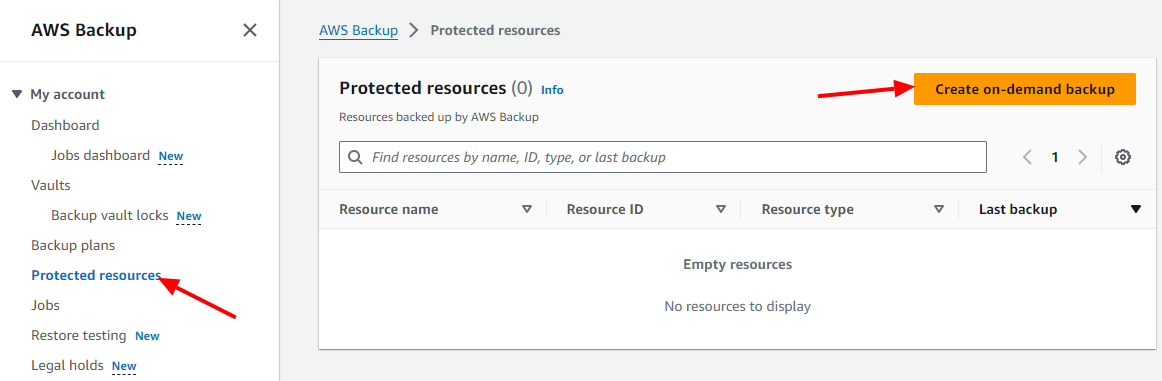 AWS Backup
My account
Dashboard
Jobs dashboard New
Vaults
Backup vault locks New
Backup plans
Protected resources
Jobs
Restore testing New
Legal holds New
AWS Backup > Protected resources
Protected resources (0) Info
Create on-demand backup
Resources backed up by AWS Backup
Find resources by name, ID, type, or last backup
1
Resource name Resource ID Resource type Last backup
Empty resources
No resources to display